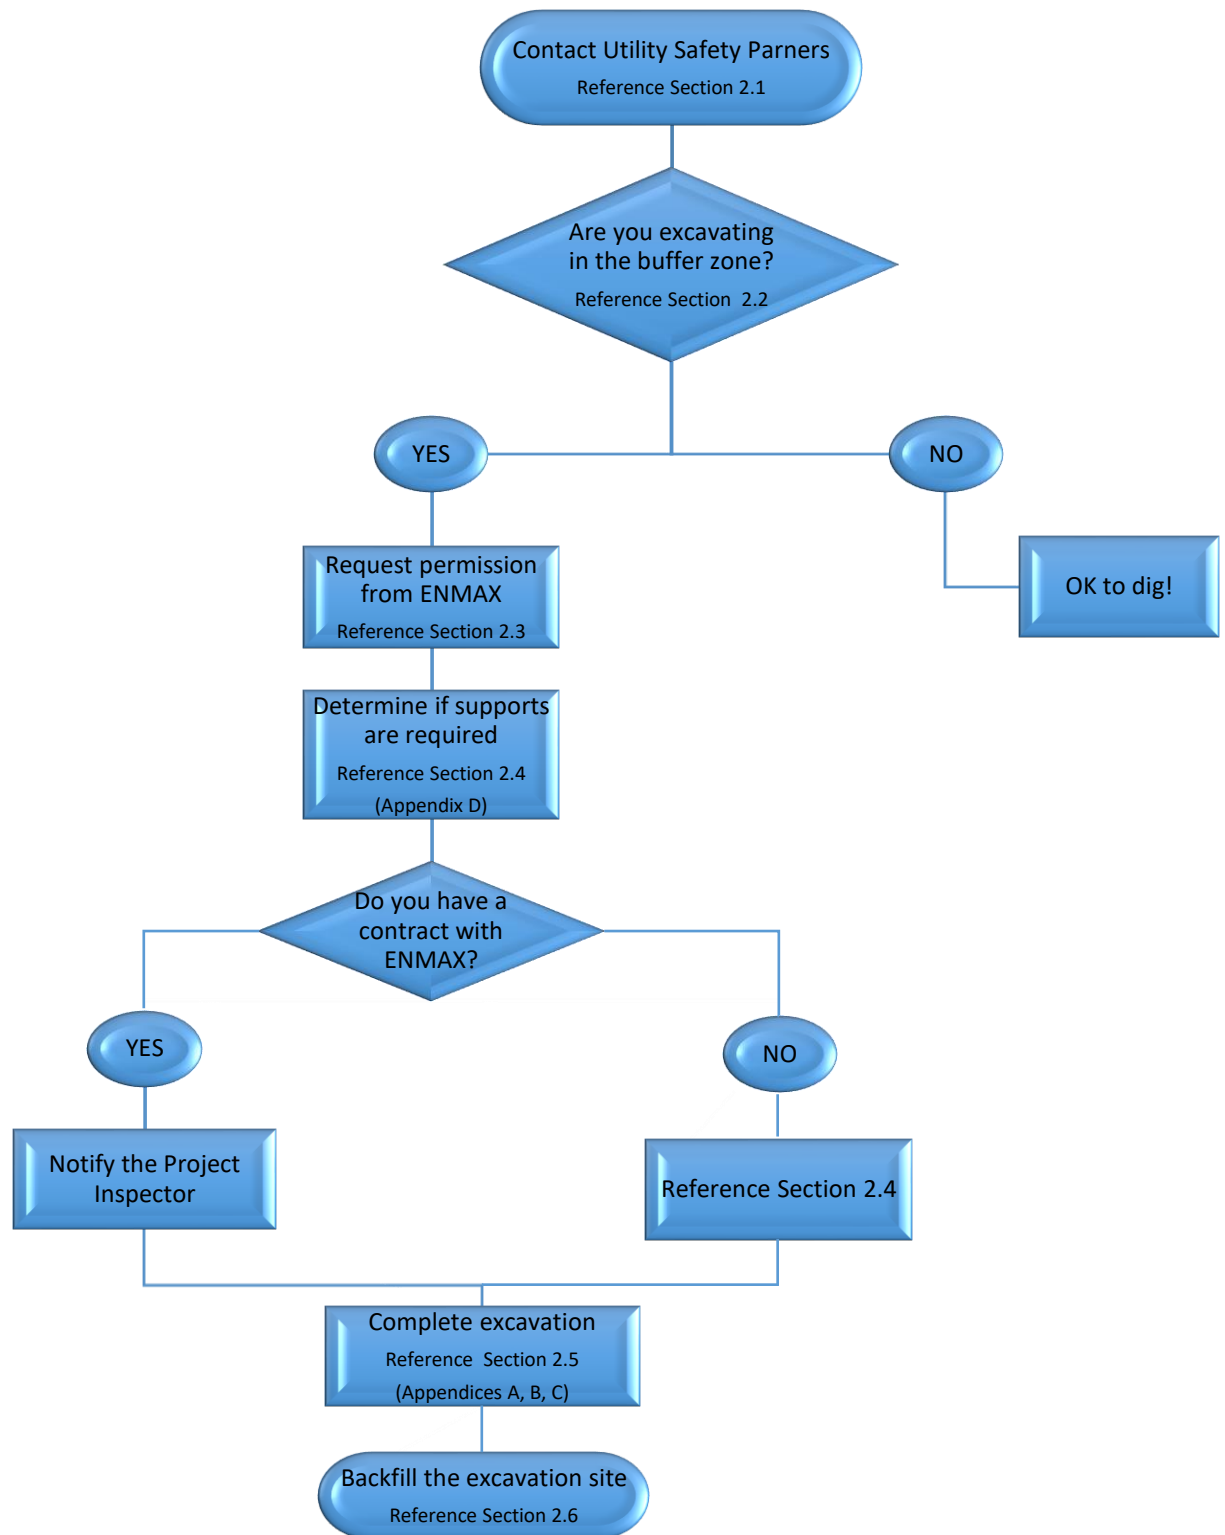 Contact Utility Safety Parners
Reference Section 2.1
Are you excavating
in the buffer zone?
Reference Section 2.2
YES
NO
Request permission
from ENMAX
Reference Section 2.3
OK to dig!
Determine if supports
are required
Reference Section 2.4
(Appendix D)
Do you have a
contract with
ENMAX?
YES
NO
Notify the Project
Inspector
Reference Section 2.4
Complete excavation
Reference Section 2.5
(Appendices A, B, C)
Backfill the excavation site
Reference Section 2.6